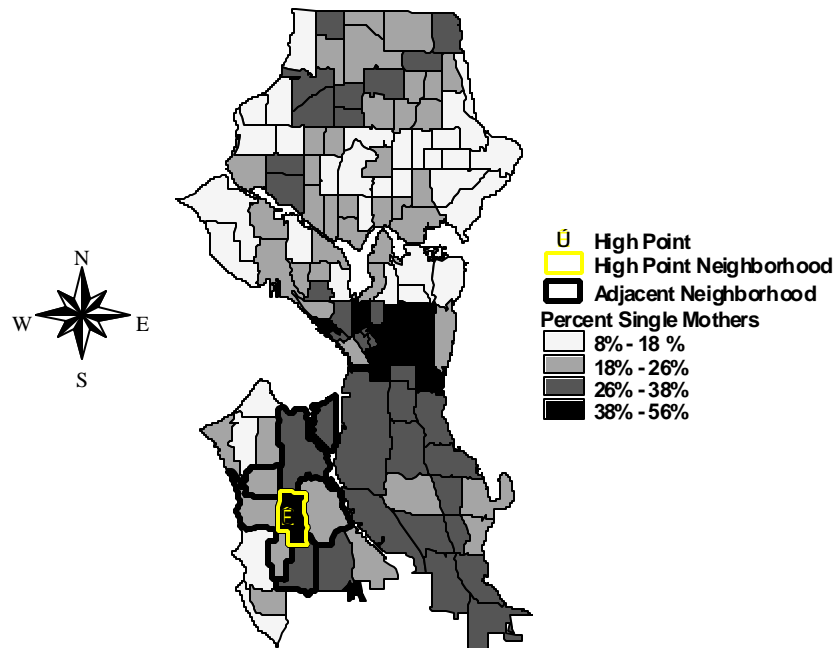 N
W E
S
Ú High Point
High Point Neighborhood
Adjacent Neighborhood
Percent Single Mothers
8% - 18 %
18% - 26%
26% - 38%
38% - 56%